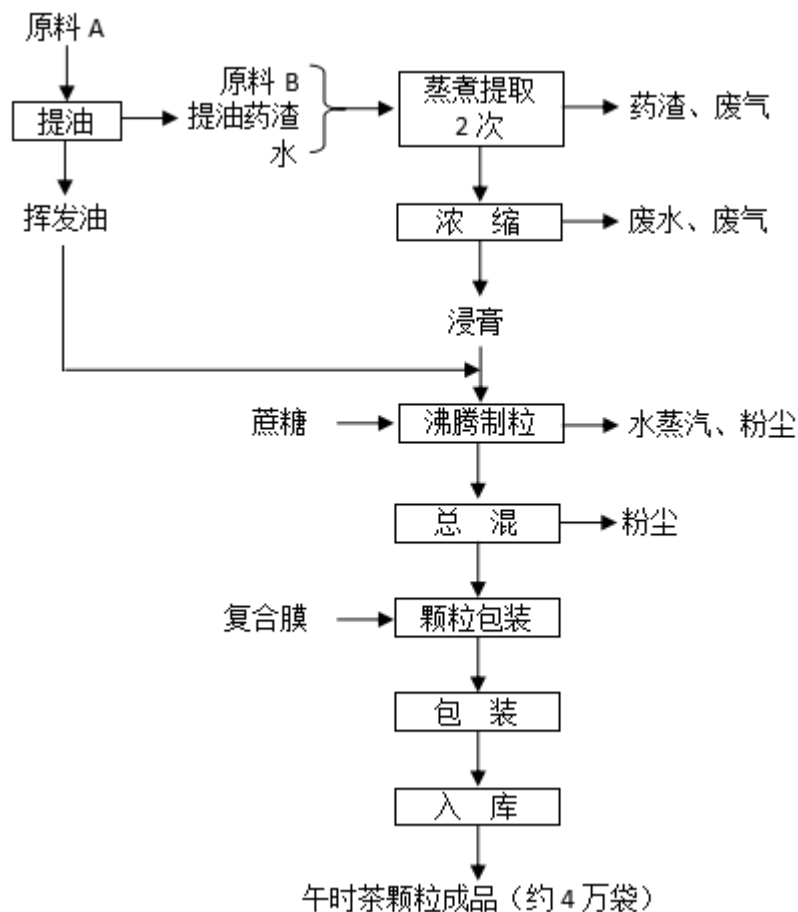 原料 A
提油
原料 B
提油药渣
水
蒸煮提取
2 次
药渣、废气
挥发油
浓 缩
废水、废气
浸膏
蔗糖
沸腾制粒
水蒸汽、粉尘
总 混
粉尘
复合膜
颗粒包装
包 装
入 库
午时茶颗粒成品（约 4 万袋）